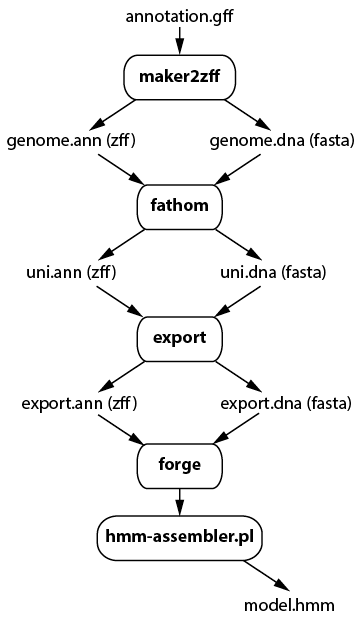 annotation.gff
maker2zff
genome.ann (zff)
genome.dna (fasta)
fathom
uni.ann (zff)
uni.dna (fasta)
export
export.ann (zff)
export.dna (fasta)
forge
hmm-assembler.pl
model.hmm